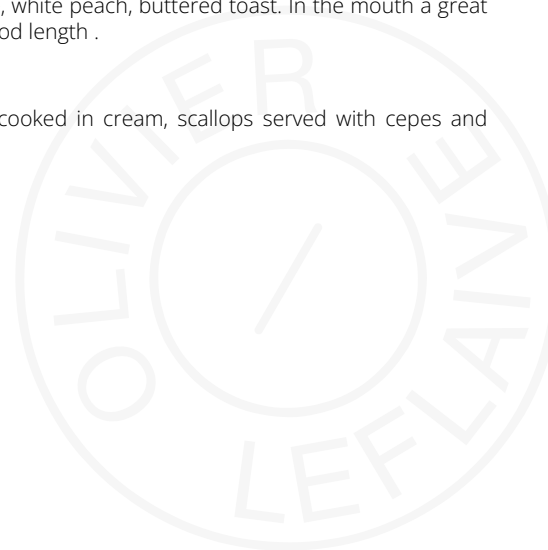 , white peach, buttered toast. In the mouth a great
od length .
cooked in cream, scallops served with cepes and
OLIVIER LEFLAIVE